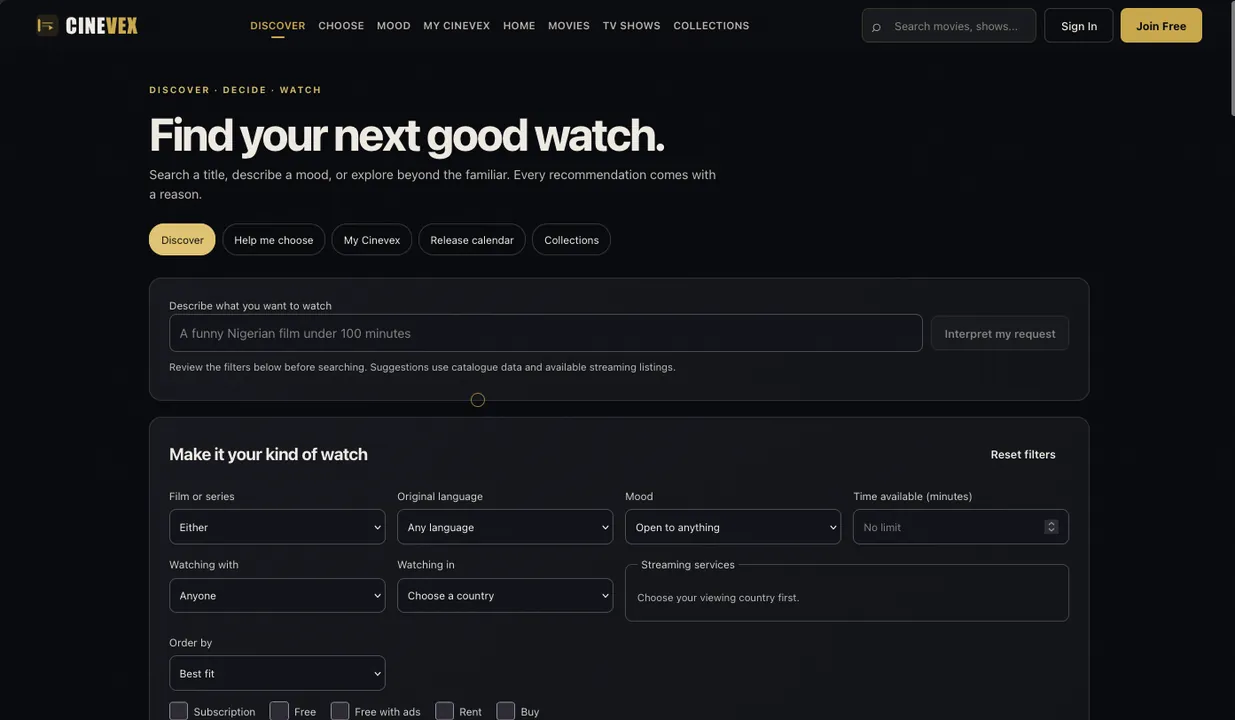 CINEVEX
DISCOVER CHOOSE MOOD MY CINEVEX HOME MOVIES TV SHOWS COLLECTIONS
Search movies, shows...
Sign In
Join Free
DISCOVER · DECIDE · WATCH
Find your next good watch.
Search a title, describe a mood, or explore beyond the familiar. Every recommendation comes with
a reason.
Discover
Help me choose
My Cinevex
Release calendar
Collections
Describe what you want to watch
A funny Nigerian film under 100 minutes
Interpret my request
Review the filters below before searching. Suggestions use catalogue data and available streaming listings.
Make it your kind of watch
Reset filters
Film or series
Either
Original language
Any language
Mood
Open to anything
Time available (minutes)
No limit
Watching with
Anyone
Watching in
Choose a country
Streaming services
Choose your viewing country first.
Order by
Best fit
Subscription
Free
Free with ads
Rent
Buy